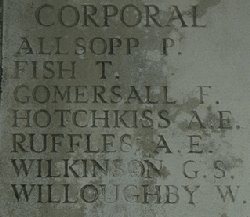 CORPORAL
ALLSOPP P.
FISH T.
GOMERSALL F.
HOTCHKISS A.E.
RUFFLES A.E.
WILKINSON G.S.
WILLOUGHBY W.